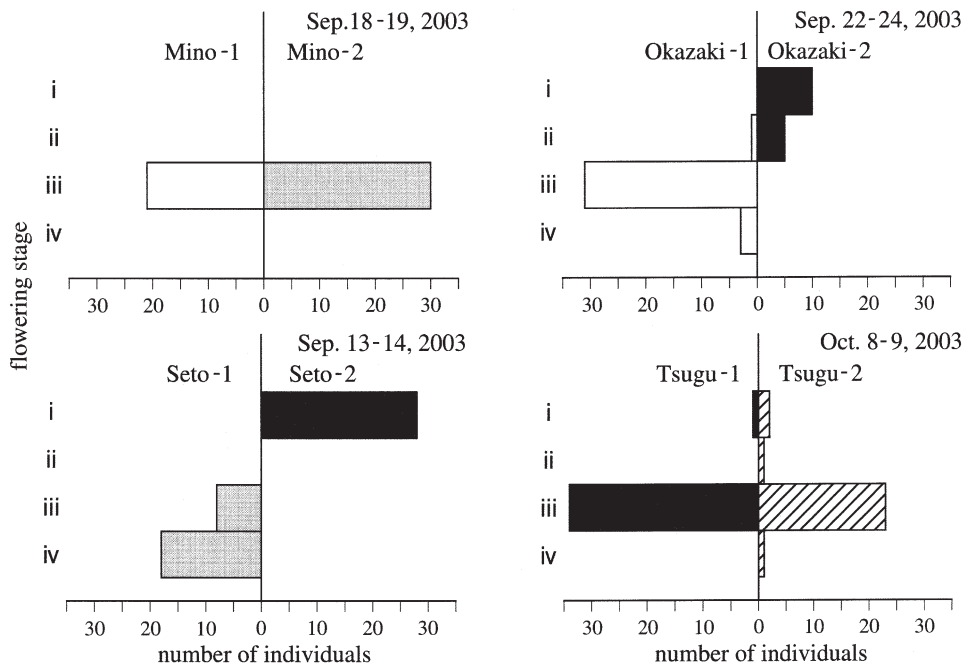 Sep.18-19, 2003
Mino-1 Mino-2
i
ii
iii
iv
30 20 10 0 10 20 30
Sep. 22-24, 2003
Okazaki-1 Okazaki-2
i
ii
iii
iv
30 20 10 0 10 20 30
flowering stage
Sep. 13-14, 2003
Seto-1 Seto-2
i
ii
iii
iv
30 20 10 0 10 20 30
number of individuals
Oct. 8-9, 2003
Tsugu-1 Tsugu-2
i
ii
iii
iv
30 20 10 0 10 20 30
number of individuals